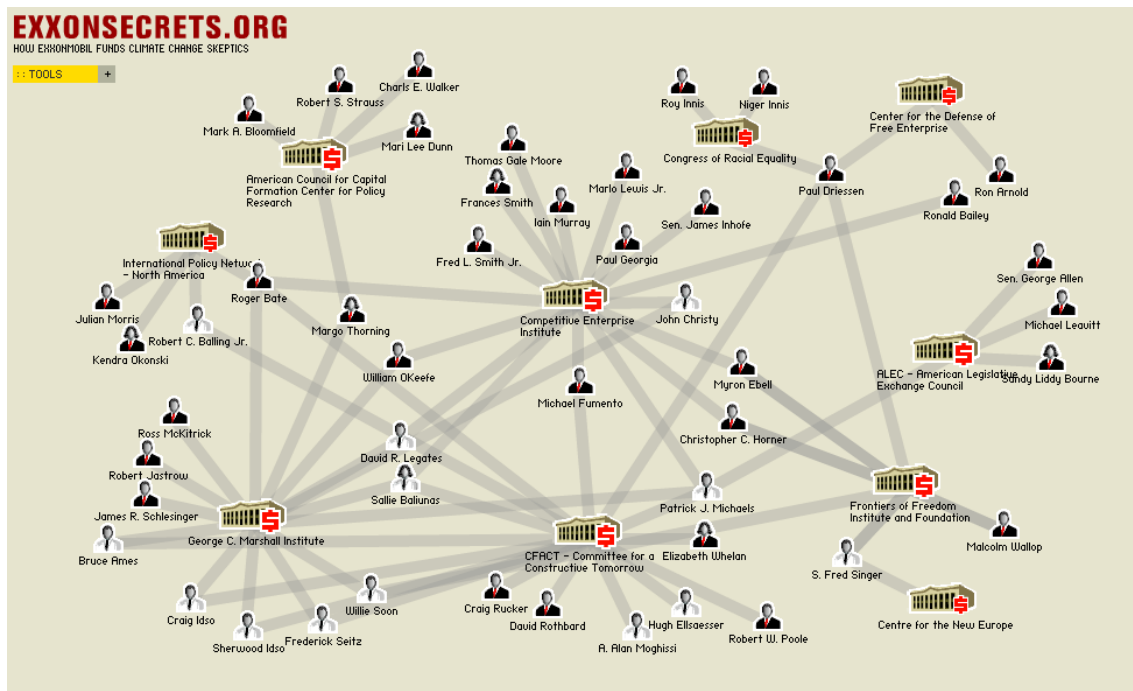 EXXONSECRETS.ORG
HOW EXXONMOBIL FUNDS CLIMATE CHANGE SKEPTICS
:: TOOLS +
Charls E. Walker
Robert S. Strauss
Mark A. Bloomfield
Mari Lee Dunn
American Council for Capital
Formation Center for Policy
Research
Thomas Gale Moore
Frances Smith
Iain Murray
Marlo Lewis Jr.
Sen. James Inhofe
Fred L. Smith Jr.
Paul Georgia
Roy Innis
Niger Innis
Congress of Racial Equality
Center for the Defense of
Free Enterprise
Paul Driessen
Ron Arnold
Ronald Bailey
International Policy Network
- North America
Roger Bate
Julian Morris
Robert C. Balling Jr.
Kendra Okonski
Margo Thorning
Competitive Enterprise
Institute
John Christy
Sen. George Allen
Michael Leavitt
ALEC - American Legislative
Exchange Council
Sandy Liddy Bourne
William OKeefe
Michael Fumento
Myron Ebell
Christopher C. Horner
Ross McKitrick
Robert Jastrow
James R. Schlesinger
Bruce Ames
George C. Marshall Institute
David R. Legates
Sallie Baliunas
Patrick J. Michaels
CFACT - Committee for a
Constructive Tomorrow
Elizabeth Whelan
Frontiers of Freedom
Institute and Foundation
Malcolm Wallop
S. Fred Singer
Centre for the New Europe
Craig Idso
Sherwood Idso
Frederick Seitz
Willie Soon
Craig Rucker
David Rothbard
A. Alan Moghissi
Hugh Ellsaesser
Robert W. Poole